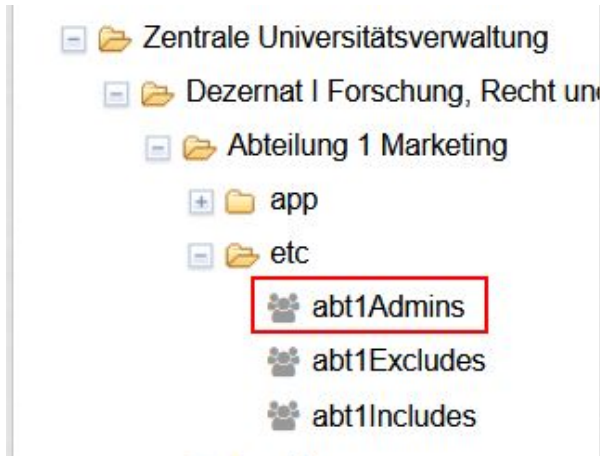 Zentrale Universitätsverwaltung
Dezernat I Forschung, Recht
Abteilung 1 Marketing
app
etc
abt1Admins
abt1Excludes
abt1Includes